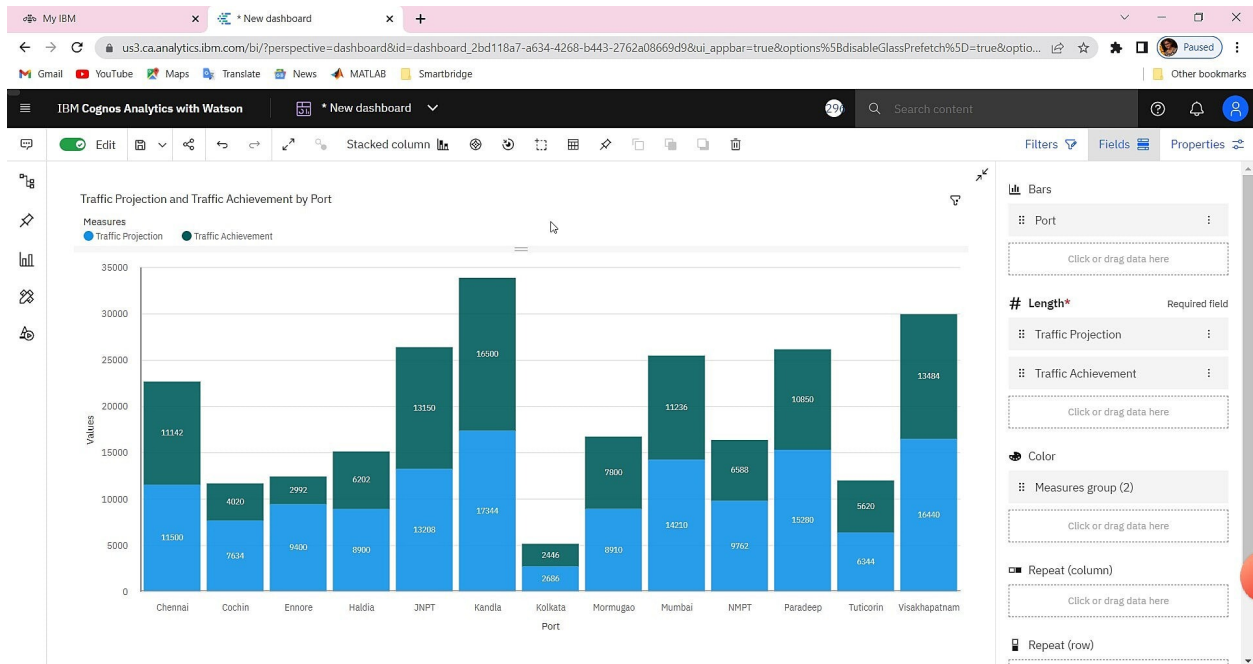 My IBM
* New dashboard
us3.ca.analytics.ibm.com/bi/?perspective=dashboard&id=dashboard_2bd118a7-a634-4268-b443-2762a08669d9&ui_appbar=true&options%5BdisableGlassPrefetch%5D=true&optio...
Paused
Gmail YouTube Maps Translate News MATLAB Smartbridge Other bookmarks
IBM Cognos Analytics with Watson * New dashboard 296 Search content
Edit Stacked column Filters Fields Properties
Traffic Projection and Traffic Achievement by Port
Measures
Traffic Projection Traffic Achievement
35000
30000
25000
20000
15000
10000
5000
0
Values
11142
11500
4020
7634
2992
9400
6202
8900
13150
13208
16500
17344
2446
2686
7800
8910
11236
14210
6588
9762
10850
15280
5620
6344
13484
16440
Chennai Cochin Ennore Haldia JNPT Kandla Kolkata Mormugao Mumbai NMPT Paradeep Tuticorin Visakhapatnam
Port
Bars
Port
Click or drag data here
# Length* Required field
Traffic Projection
Traffic Achievement
Click or drag data here
Color
Measures group (2)
Click or drag data here
Repeat (column)
Click or drag data here
Repeat (row)